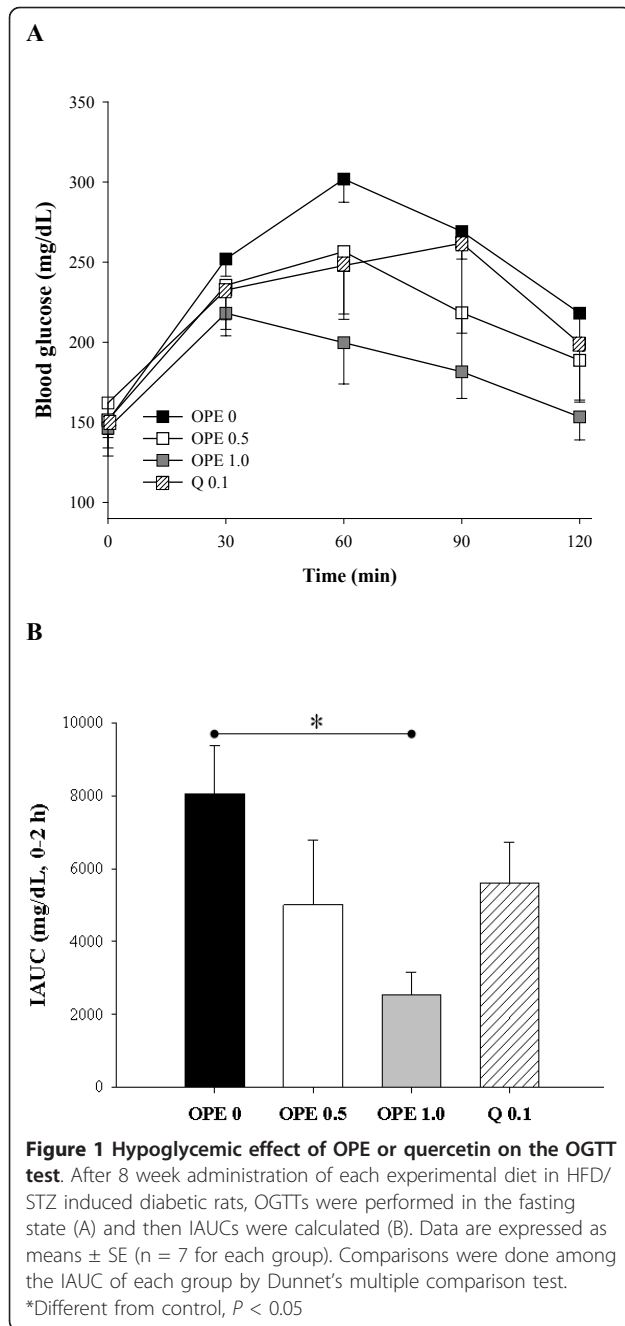 A
350
300
250
200
150
100
Blood glucose (mg/dL)
OPE 0
OPE 0.5
OPE 1.0
Q 0.1
0 30 60 90 120
Time (min)
B
10000
8000
6000
4000
2000
0
IAUC (mg/dL, 0-2 h)
*
OPE 0 OPE 0.5 OPE 1.0 Q 0.1
Figure 1 Hypoglycemic effect of OPE or quercetin on the OGTT
test. After 8 week administration of each experimental diet in HFD/
STZ induced diabetic rats, OGTTs were performed in the fasting
state (A) and then IAUCs were calculated (B). Data are expressed as
means ± SE (n = 7 for each group). Comparisons were done among
the IAUC of each group by Dunnet's multiple comparison test.
*Different from control, P < 0.05